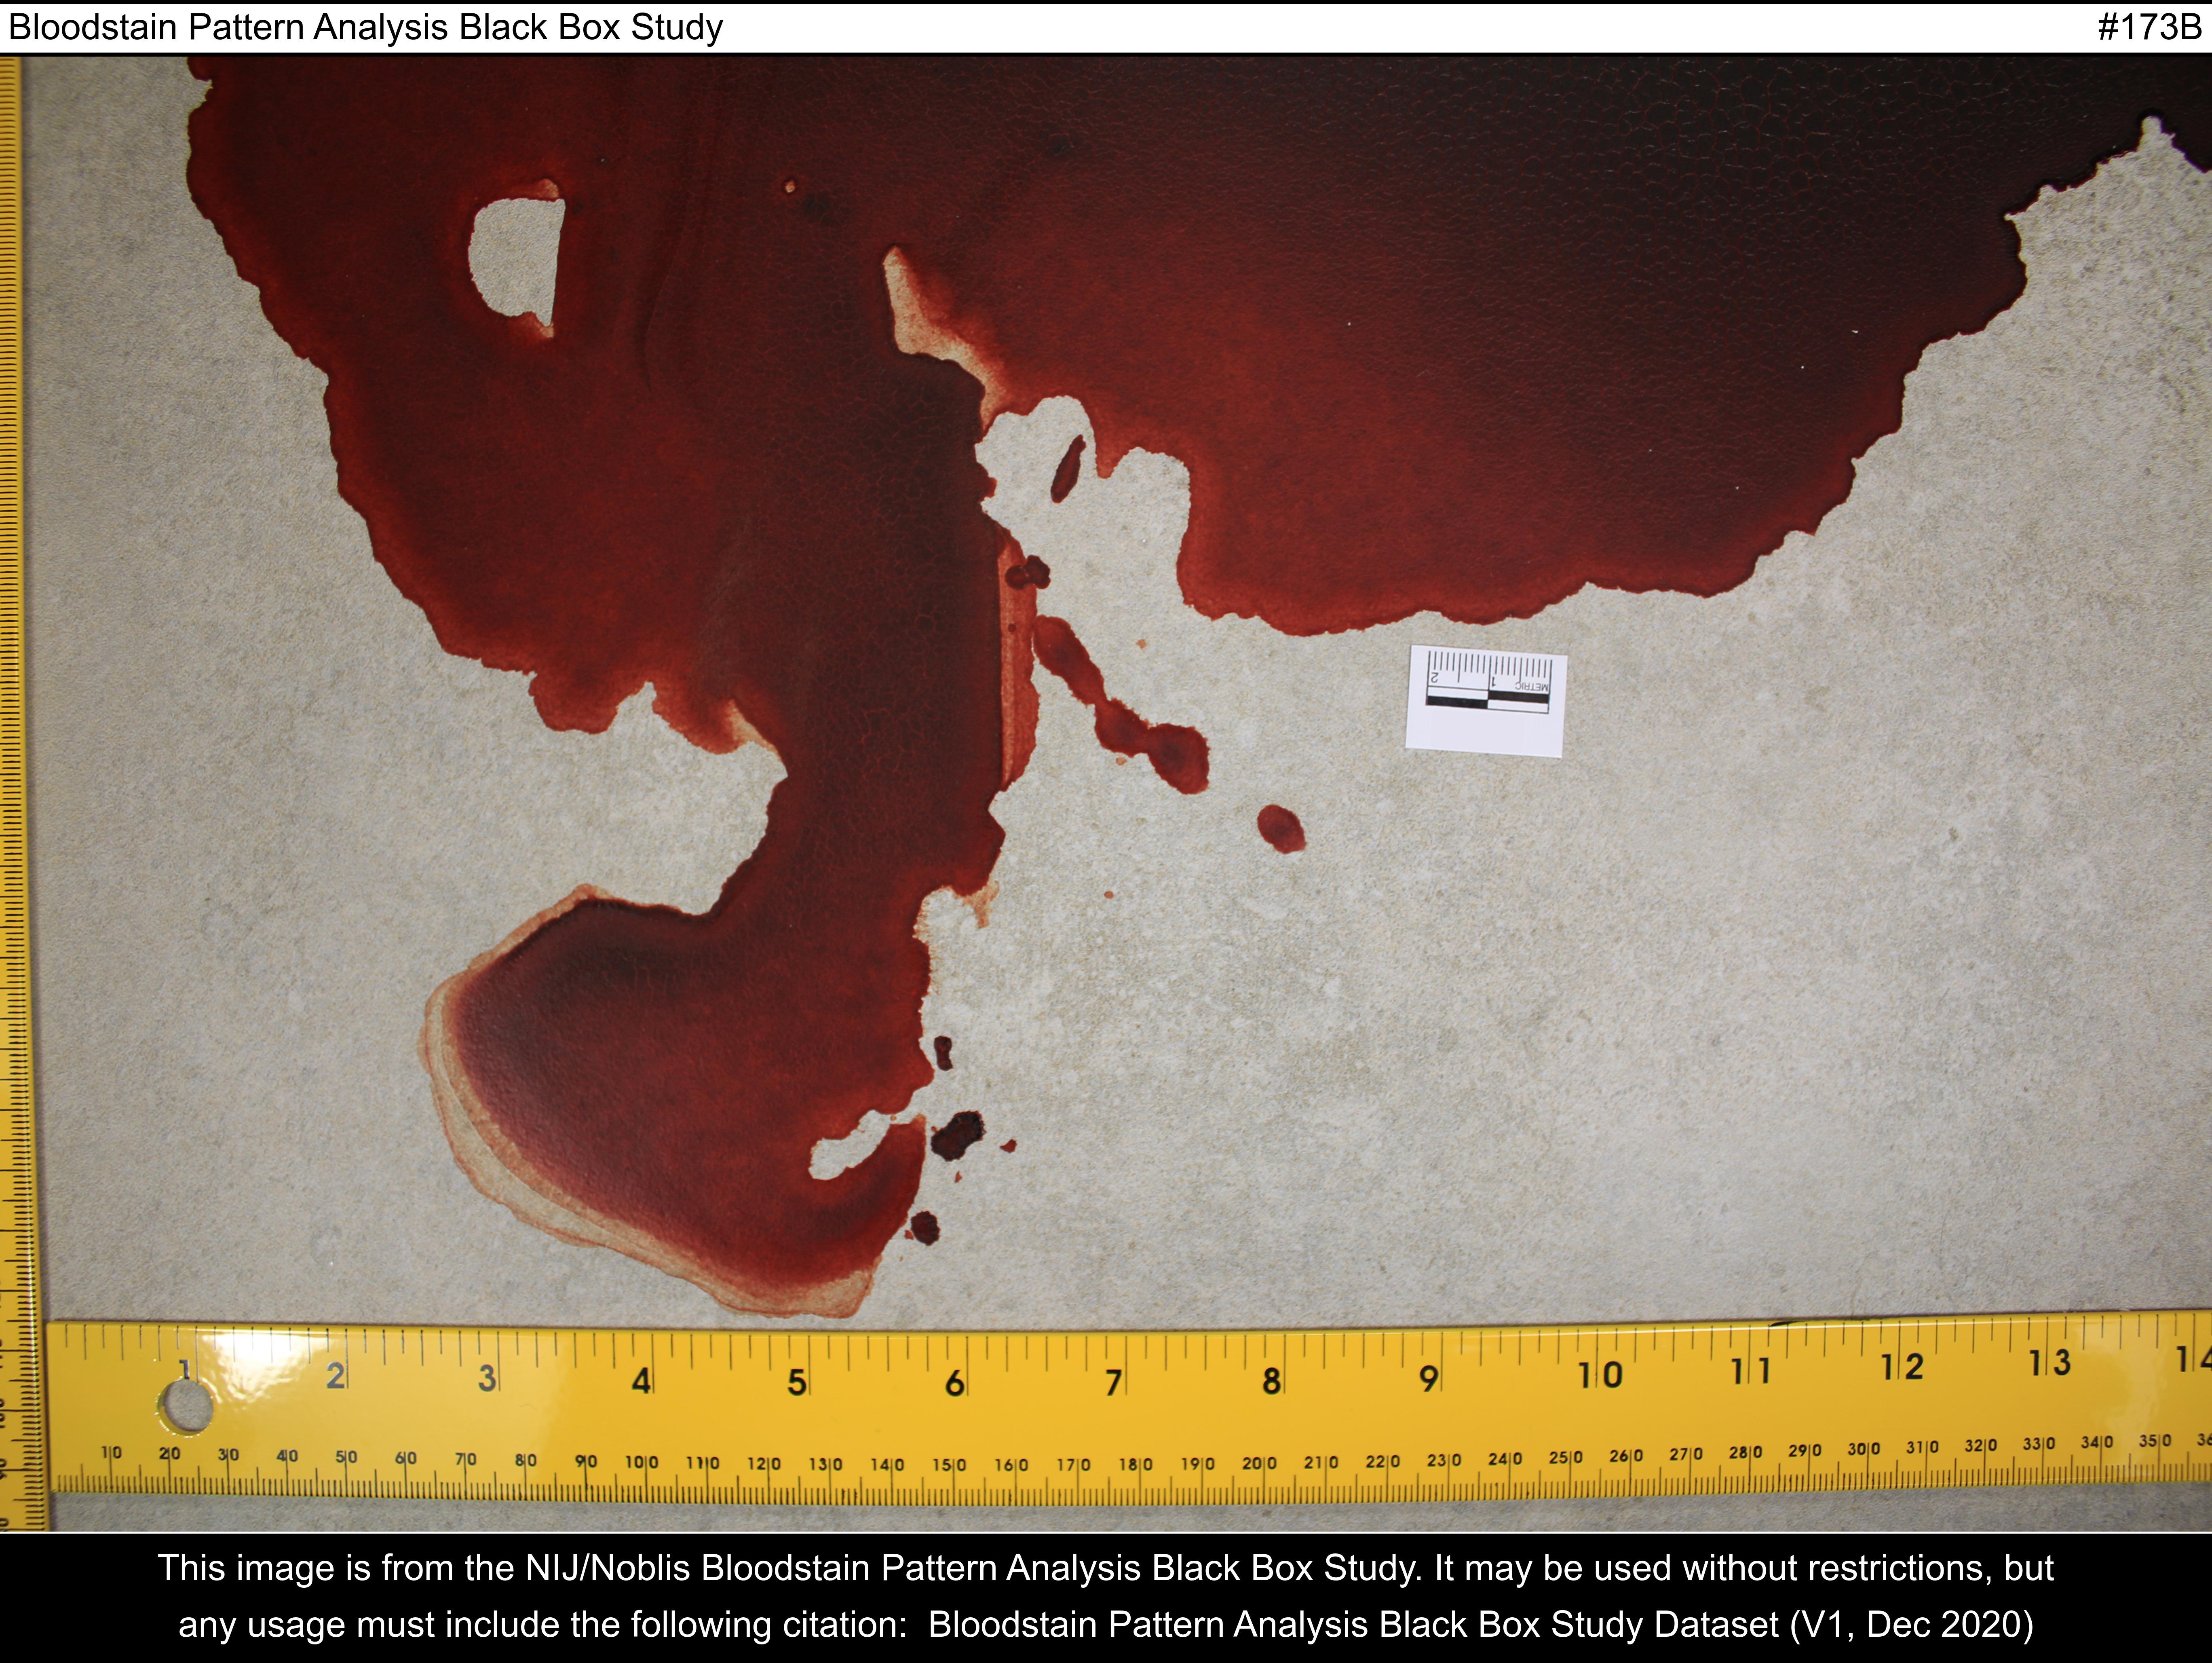 Bloodstain Pattern Analysis Black Box Study #173B
2 1 METRIC
1 2 3 4 5 6 7 8 9 10 11 12 13 14
10 20 30 40 50 60 70 80 90 100 110 120 130 140 150 160 170 180 190 200 210 220 230 240 250 260 270 280 290 300 310 320 330 340 350
This image is from the NIJ/Noblis Bloodstain Pattern Analysis Black Box Study. It may be used without restrictions, but
any usage must include the following citation: Bloodstain Pattern Analysis Black Box Study Dataset (V1, Dec 2020)